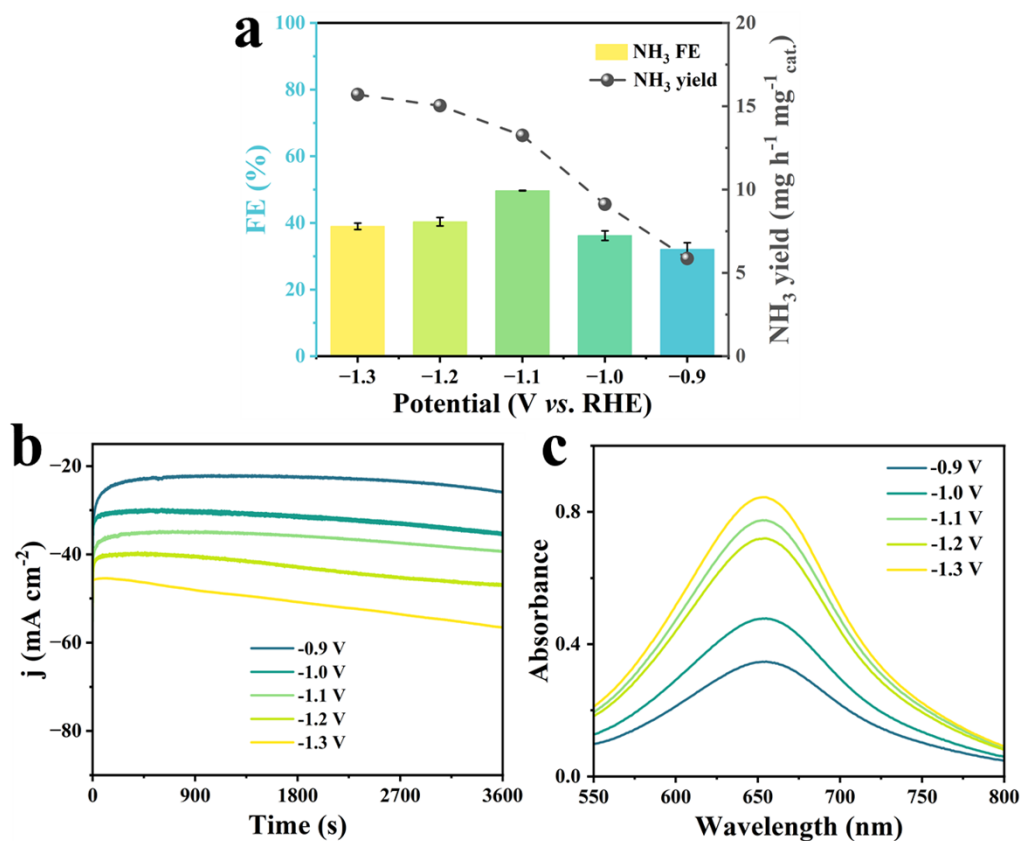 a
NH₃ FE
NH₃ yield
100
80
60
40
20
0
FE (%)
20
15
10
5
0
NH₃ yield (mg h⁻¹ mg⁻¹ cat.)
−1.3 −1.2 −1.1 −1.0 −0.9
Potential (V vs. RHE)
b
−20
−40
−60
−80
j (mA cm⁻²)
-0.9 V
-1.0 V
-1.1 V
-1.2 V
-1.3 V
0 900 1800 2700 3600
Time (s)
c
0.8
0.4
0.0
Absorbance
-0.9 V
-1.0 V
-1.1 V
-1.2 V
-1.3 V
550 600 650 700 750 800
Wavelength (nm)